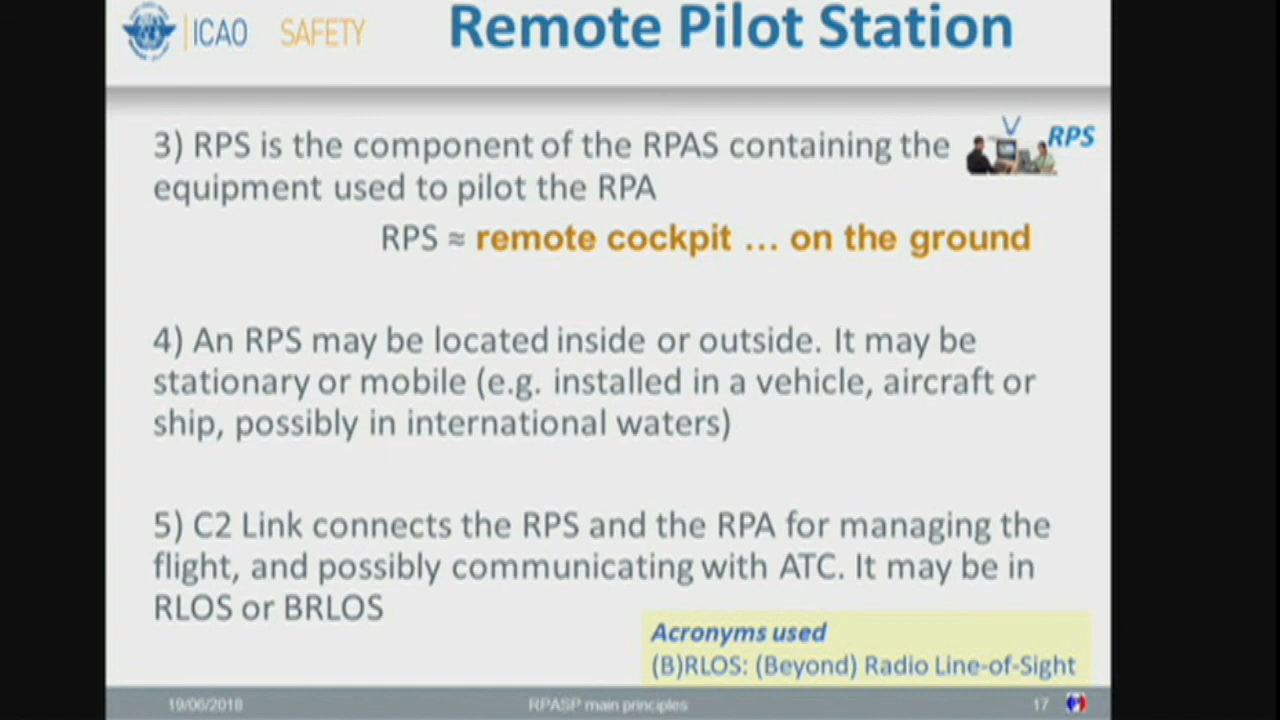 ICAO SAFETY
Remote Pilot Station
3) RPS is the component of the RPAS containing the
equipment used to pilot the RPA
RPS
RPS ≈ remote cockpit ... on the ground
4) An RPS may be located inside or outside. It may be
stationary or mobile (e.g. installed in a vehicle, aircraft or
ship, possibly in international waters)
5) C2 Link connects the RPS and the RPA for managing the
flight, and possibly communicating with ATC. It may be in
RLOS or BRLOS
Acronyms used
(B)RLOS: (Beyond) Radio Line-of-Sight
19/06/2018 RPASP main principles 17